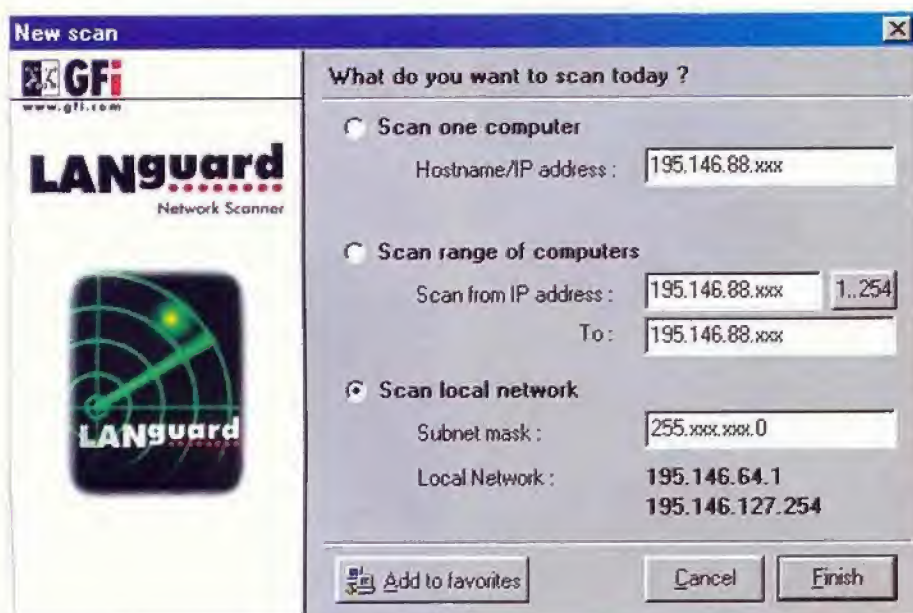 New scan
GFi
www.gfi.com
LANguard
Network Scanner
LANguard
What do you want to scan today ?
Scan one computer
Hostname/IP address : 195.146.88.xxx
Scan range of computers
Scan from IP address : 195.146.88.xxx 1..254
To : 195.146.88.xxx
Scan local network
Subnet mask : 255.xxx.xxx.0
Local Network : 195.146.64.1
195.146.127.254
Add to favorites Cancel Finish